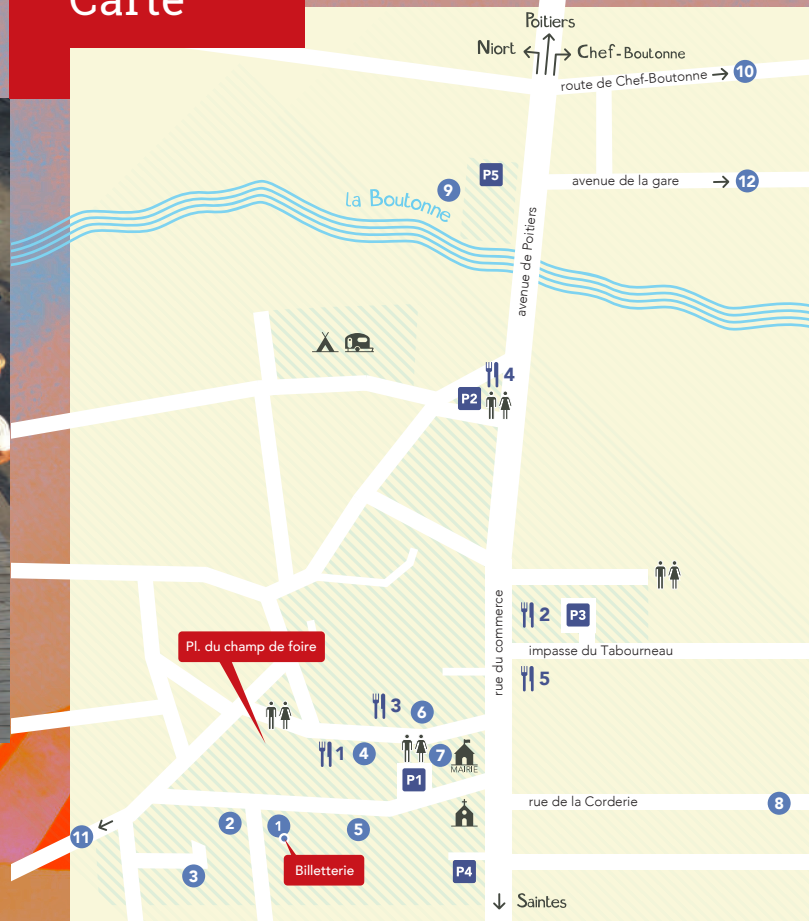 Carte
Poitiers
Niort
Chef-Boutonne
route de Chef-Boutonne
10
P5
9
avenue de la gare
12
la Boutonne
avenue de Poitiers
4
P2
rue du commerce
2
P3
Pl. du champ de foire
impasse du Tabourneau
5
3
6
1
4
7
MAIRIE
P1
rue de la Corderie
8
11
2
1
5
Billetterie
3
P4
Saintes